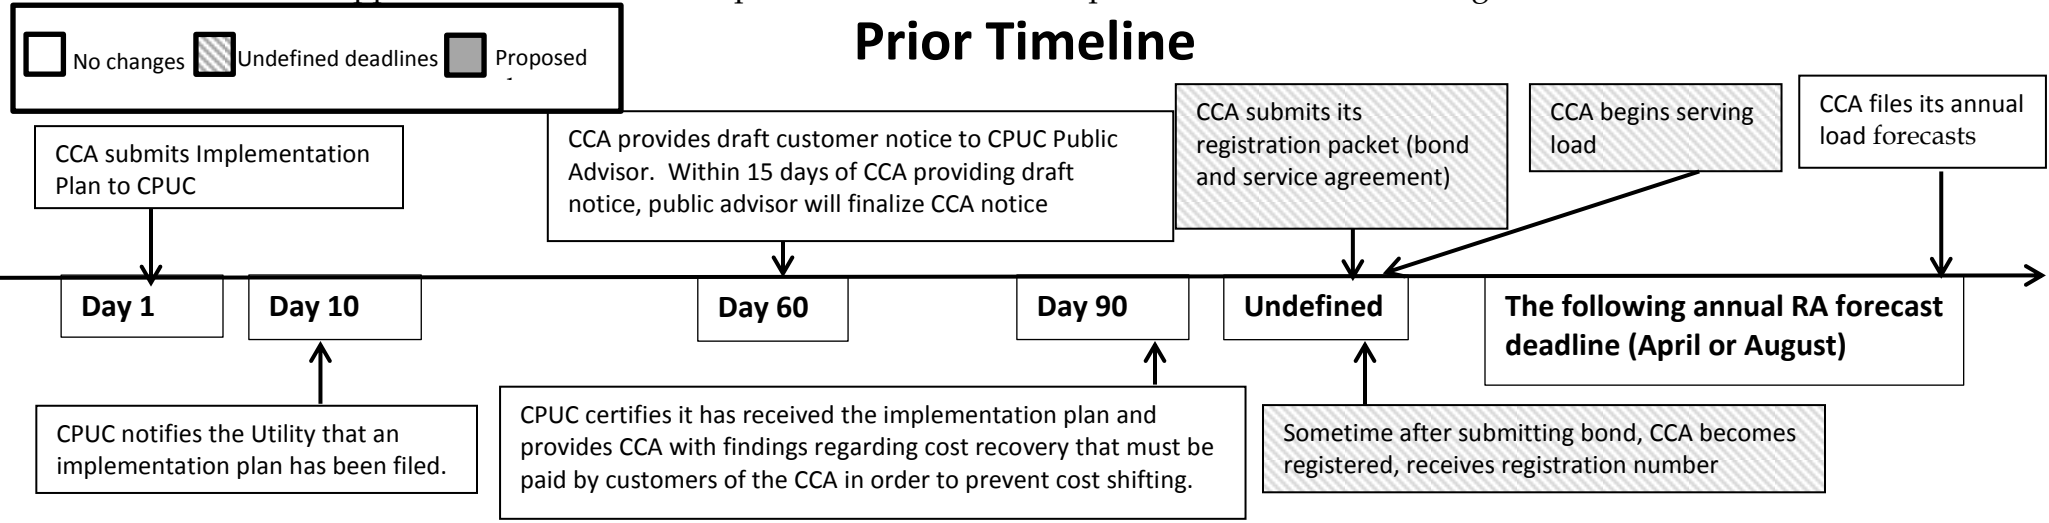 Prior Timeline
No changes
Undefined deadlines
Proposed
CCA submits Implementation
Plan to CPUC
CCA provides draft customer notice to CPUC Public
Advisor. Within 15 days of CCA providing draft
notice, public advisor will finalize CCA notice
CCA submits its
registration packet (bond
and service agreement)
CCA begins serving
load
CCA files its annual
load forecasts
Day 1
Day 10
Day 60
Day 90
Undefined
The following annual RA forecast
deadline (April or August)
CPUC notifies the Utility that an
implementation plan has been filed.
CPUC certifies it has received the implementation plan and
provides CCA with findings regarding cost recovery that must be
paid by customers of the CCA in order to prevent cost shifting.
Sometime after submitting bond, CCA becomes
registered, receives registration number